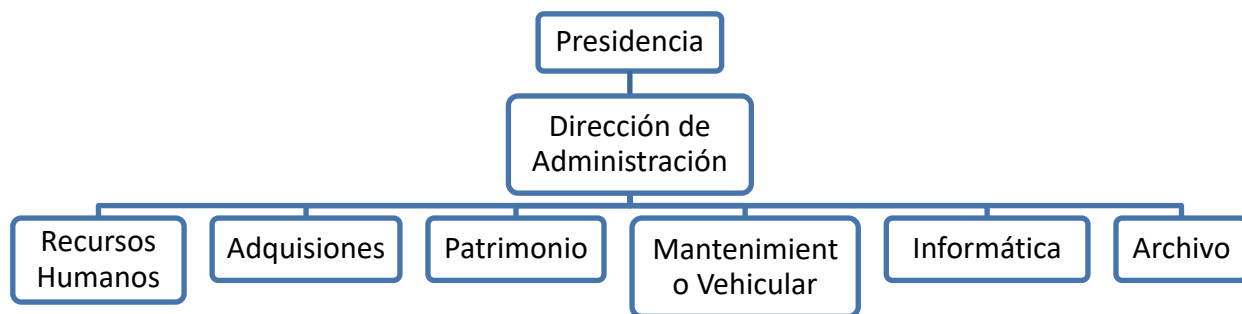 Presidencia
Dirección de
Administración
Recursos
Humanos
Adquisiones
Patrimonio
Mantenimient
o Vehicular
Informática
Archivo